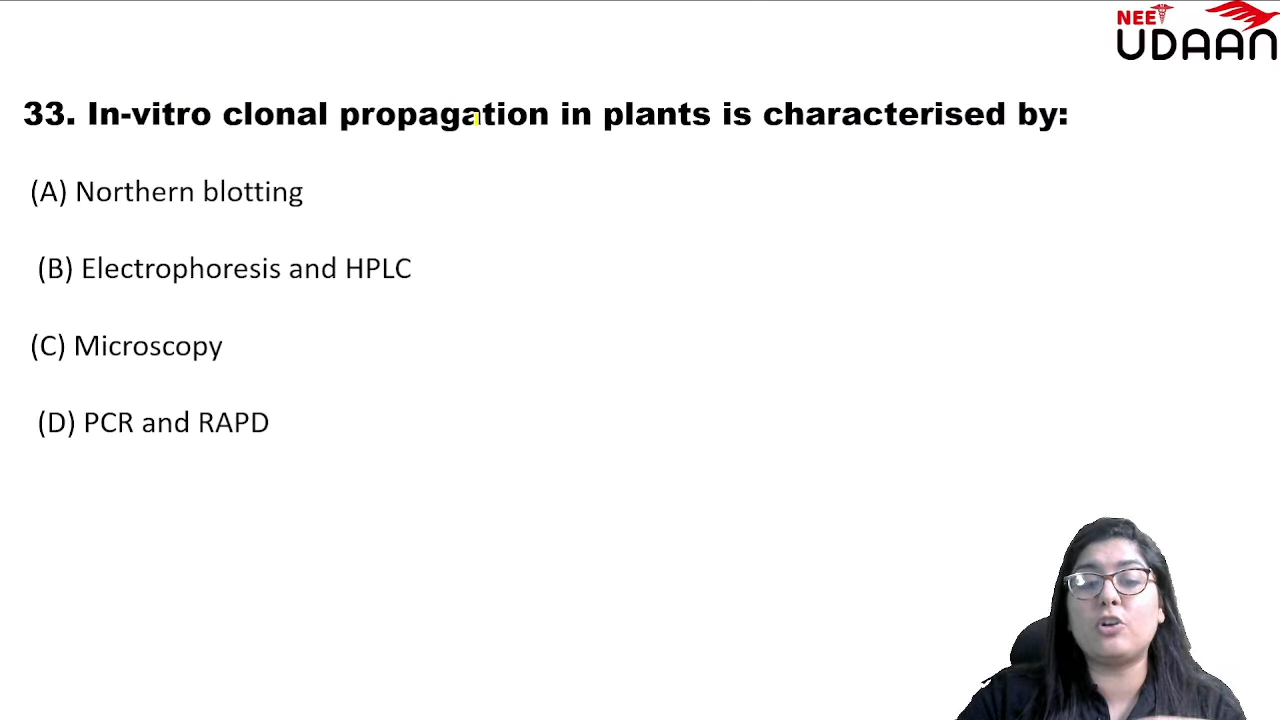 NEET
UDAAN
33. In-vitro clonal propagation in plants is characterised by:
(A) Northern blotting
(B) Electrophoresis and HPLC
(C) Microscopy
(D) PCR and RAPD